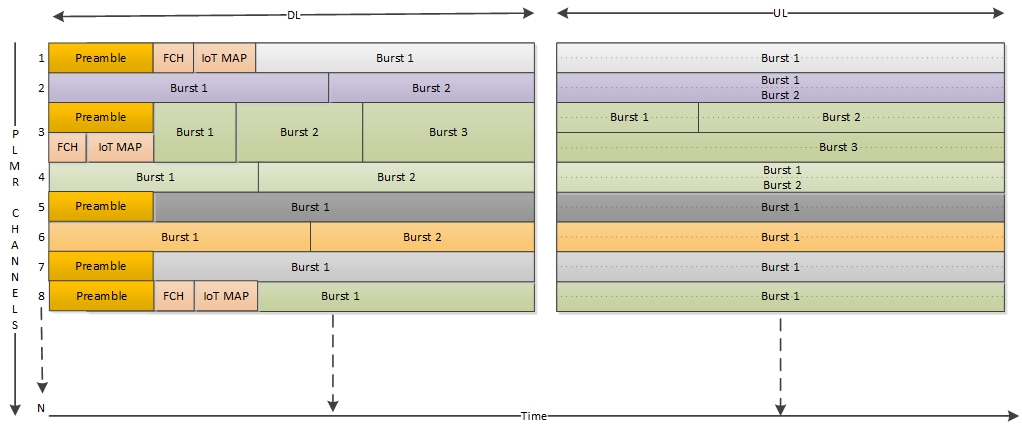 DL UL
1 Preamble FCH IoT MAP Burst 1 Burst 1
2 Burst 1 Burst 2 Burst 1
Burst 2
3 Preamble Burst 1 Burst 2 Burst 3 Burst 1 Burst 2
FCH IoT MAP Burst 3
4 Burst 1 Burst 2 Burst 1
Burst 2
5 Preamble Burst 1 Burst 1
6 Burst 1 Burst 2 Burst 1
7 Preamble Burst 1 Burst 1
8 Preamble FCH IoT MAP Burst 1 Burst 1
N
PLMR CHANNELS
Time